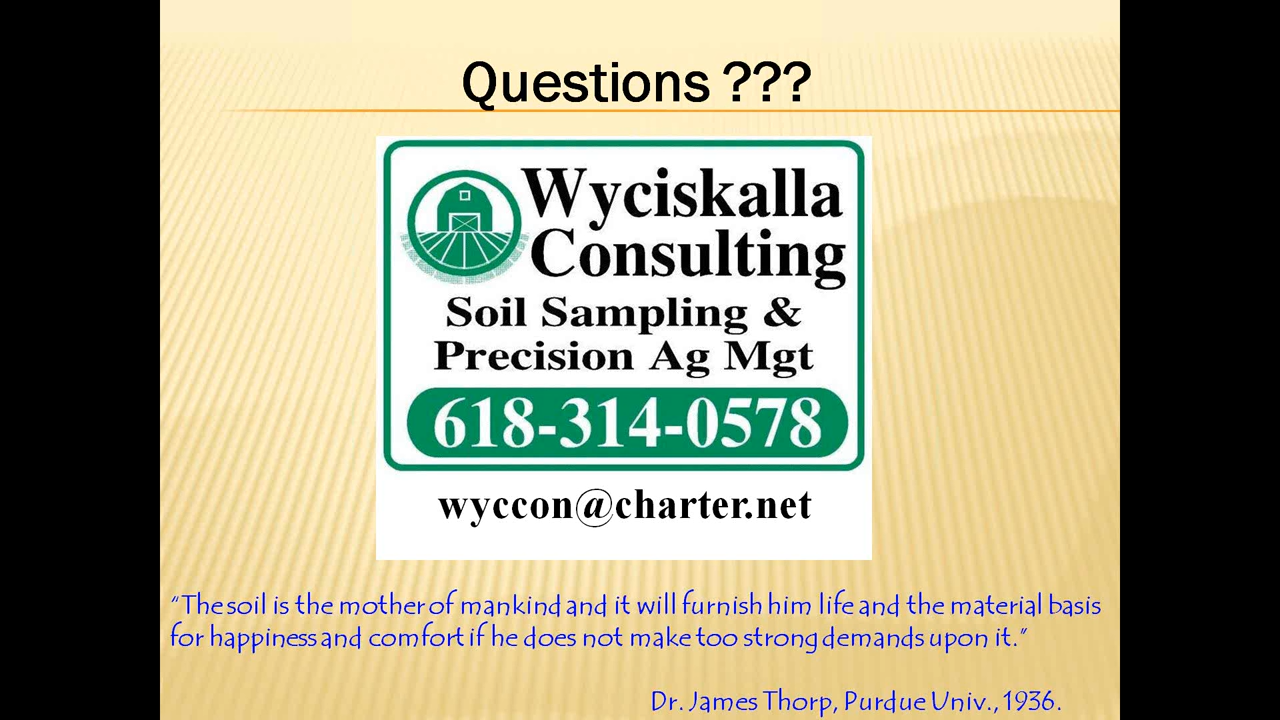 Questions ???
Wyciskalla
Consulting
Soil Sampling &
Precision Ag Mgt
618-314-0578
wyccon@charter.net
“The soil is the mother of mankind and it will furnish him life and the material basis
for happiness and comfort if he does not make too strong demands upon it.”
Dr. James Thorp, Purdue Univ., 1936.